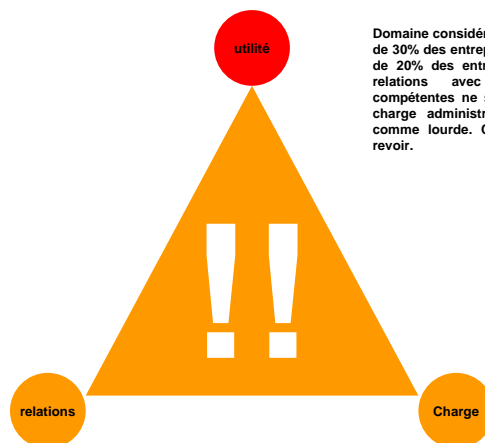 utilité
Domaine considér
de 30% des entrep
de 20% des entr
relations avec
compétentes ne s
charge administr
comme lourde. C
revoir.
!!
relations
Charge